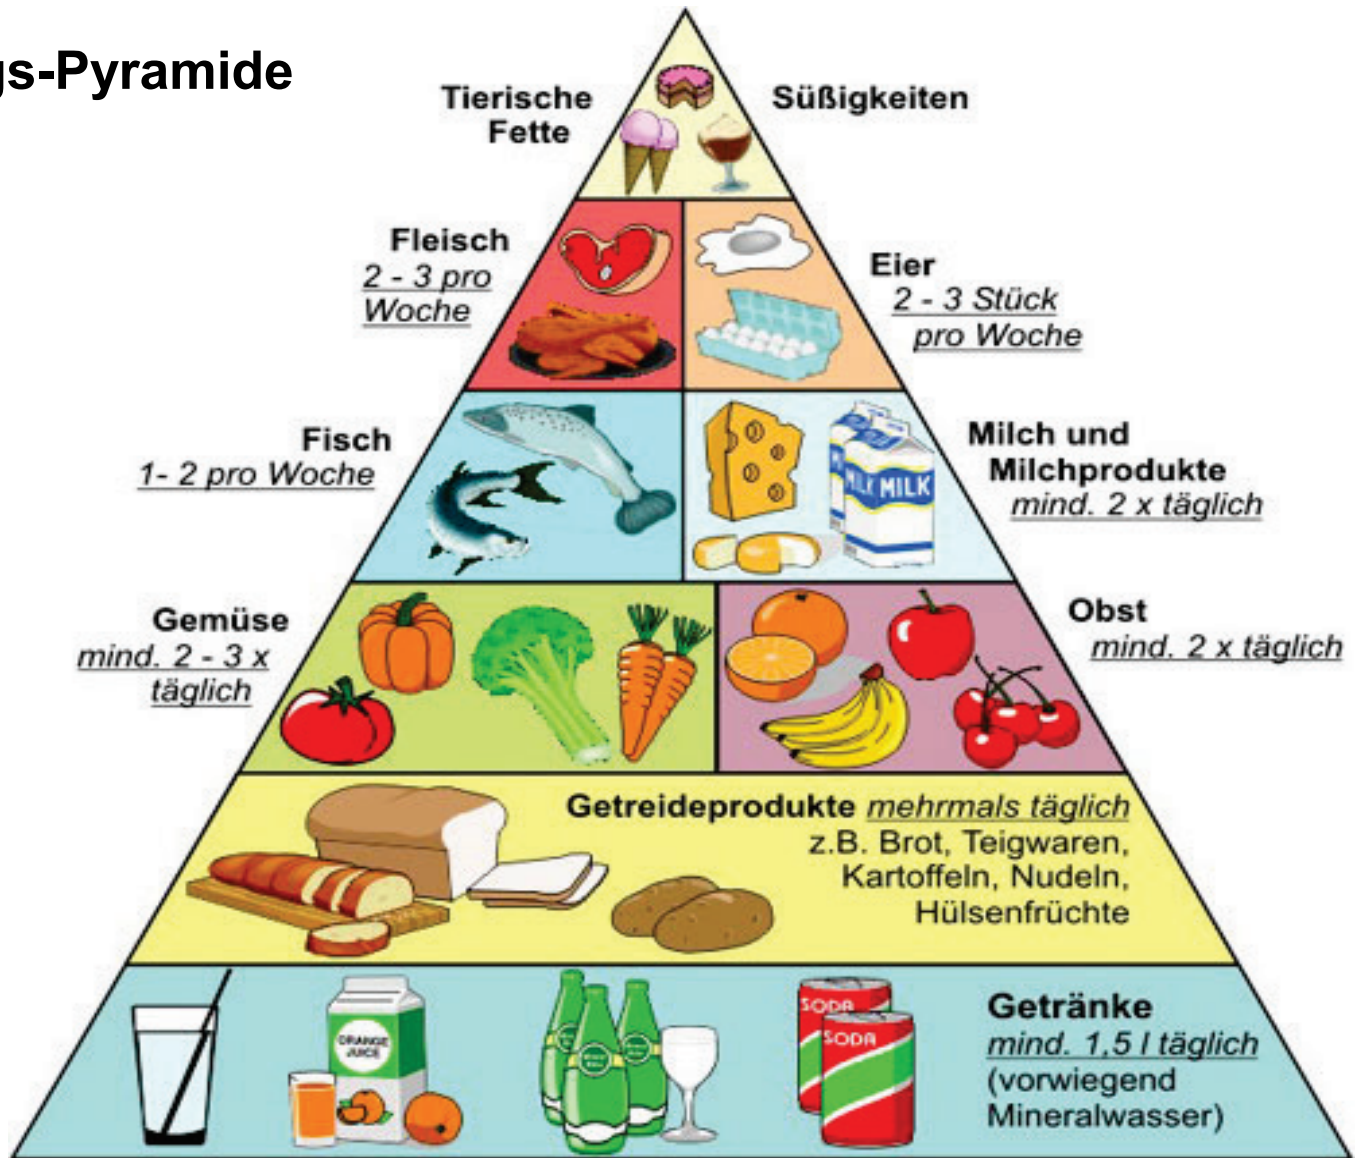 gs-Pyramide
Tierische
Fette
Süßigkeiten
Fleisch
2 - 3 pro
Woche
Eier
2 - 3 Stück
pro Woche
Fisch
1- 2 pro Woche
Milch und
Milchprodukte
mind. 2 x täglich
MILK MILK
Gemüse
mind. 2 - 3 x
täglich
Obst
mind. 2 x täglich
Getreideprodukte mehrmals täglich
z.B. Brot, Teigwaren,
Kartoffeln, Nudeln,
Hülsenfrüchte
ORANGE
JUICE
SODA
SODA
Getränke
mind. 1,5 l täglich
(vorwiegend
Mineralwasser)